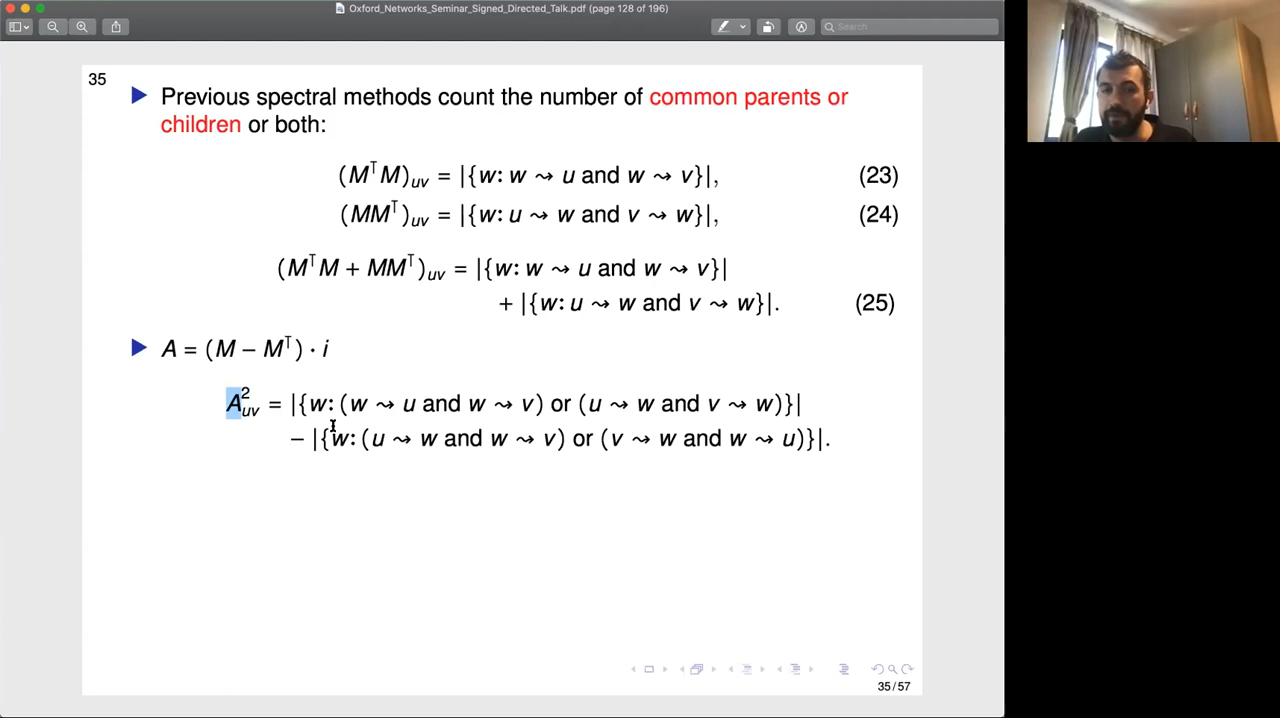 Oxford_Networks_Seminar_Signed_Directed_Talk.pdf (page 128 of 196)
Search
35
▶ Previous spectral methods count the number of common parents or
children or both:
(MᵀM)ᵤᵥ = |{w: w ⇝ u and w ⇝ v}|, (23)
(MMᵀ)ᵤᵥ = |{w: u ⇝ w and v ⇝ w}|, (24)
(MᵀM + MMᵀ)ᵤᵥ = |{w: w ⇝ u and w ⇝ v}|
+ |{w: u ⇝ w and v ⇝ w}|. (25)
▶ A = (M − Mᵀ) · i
A²ᵤᵥ = |{w: (w ⇝ u and w ⇝ v) or (u ⇝ w and v ⇝ w)}|
− |{w: (u ⇝ w and w ⇝ v) or (v ⇝ w and w ⇝ u)}|.
35/57